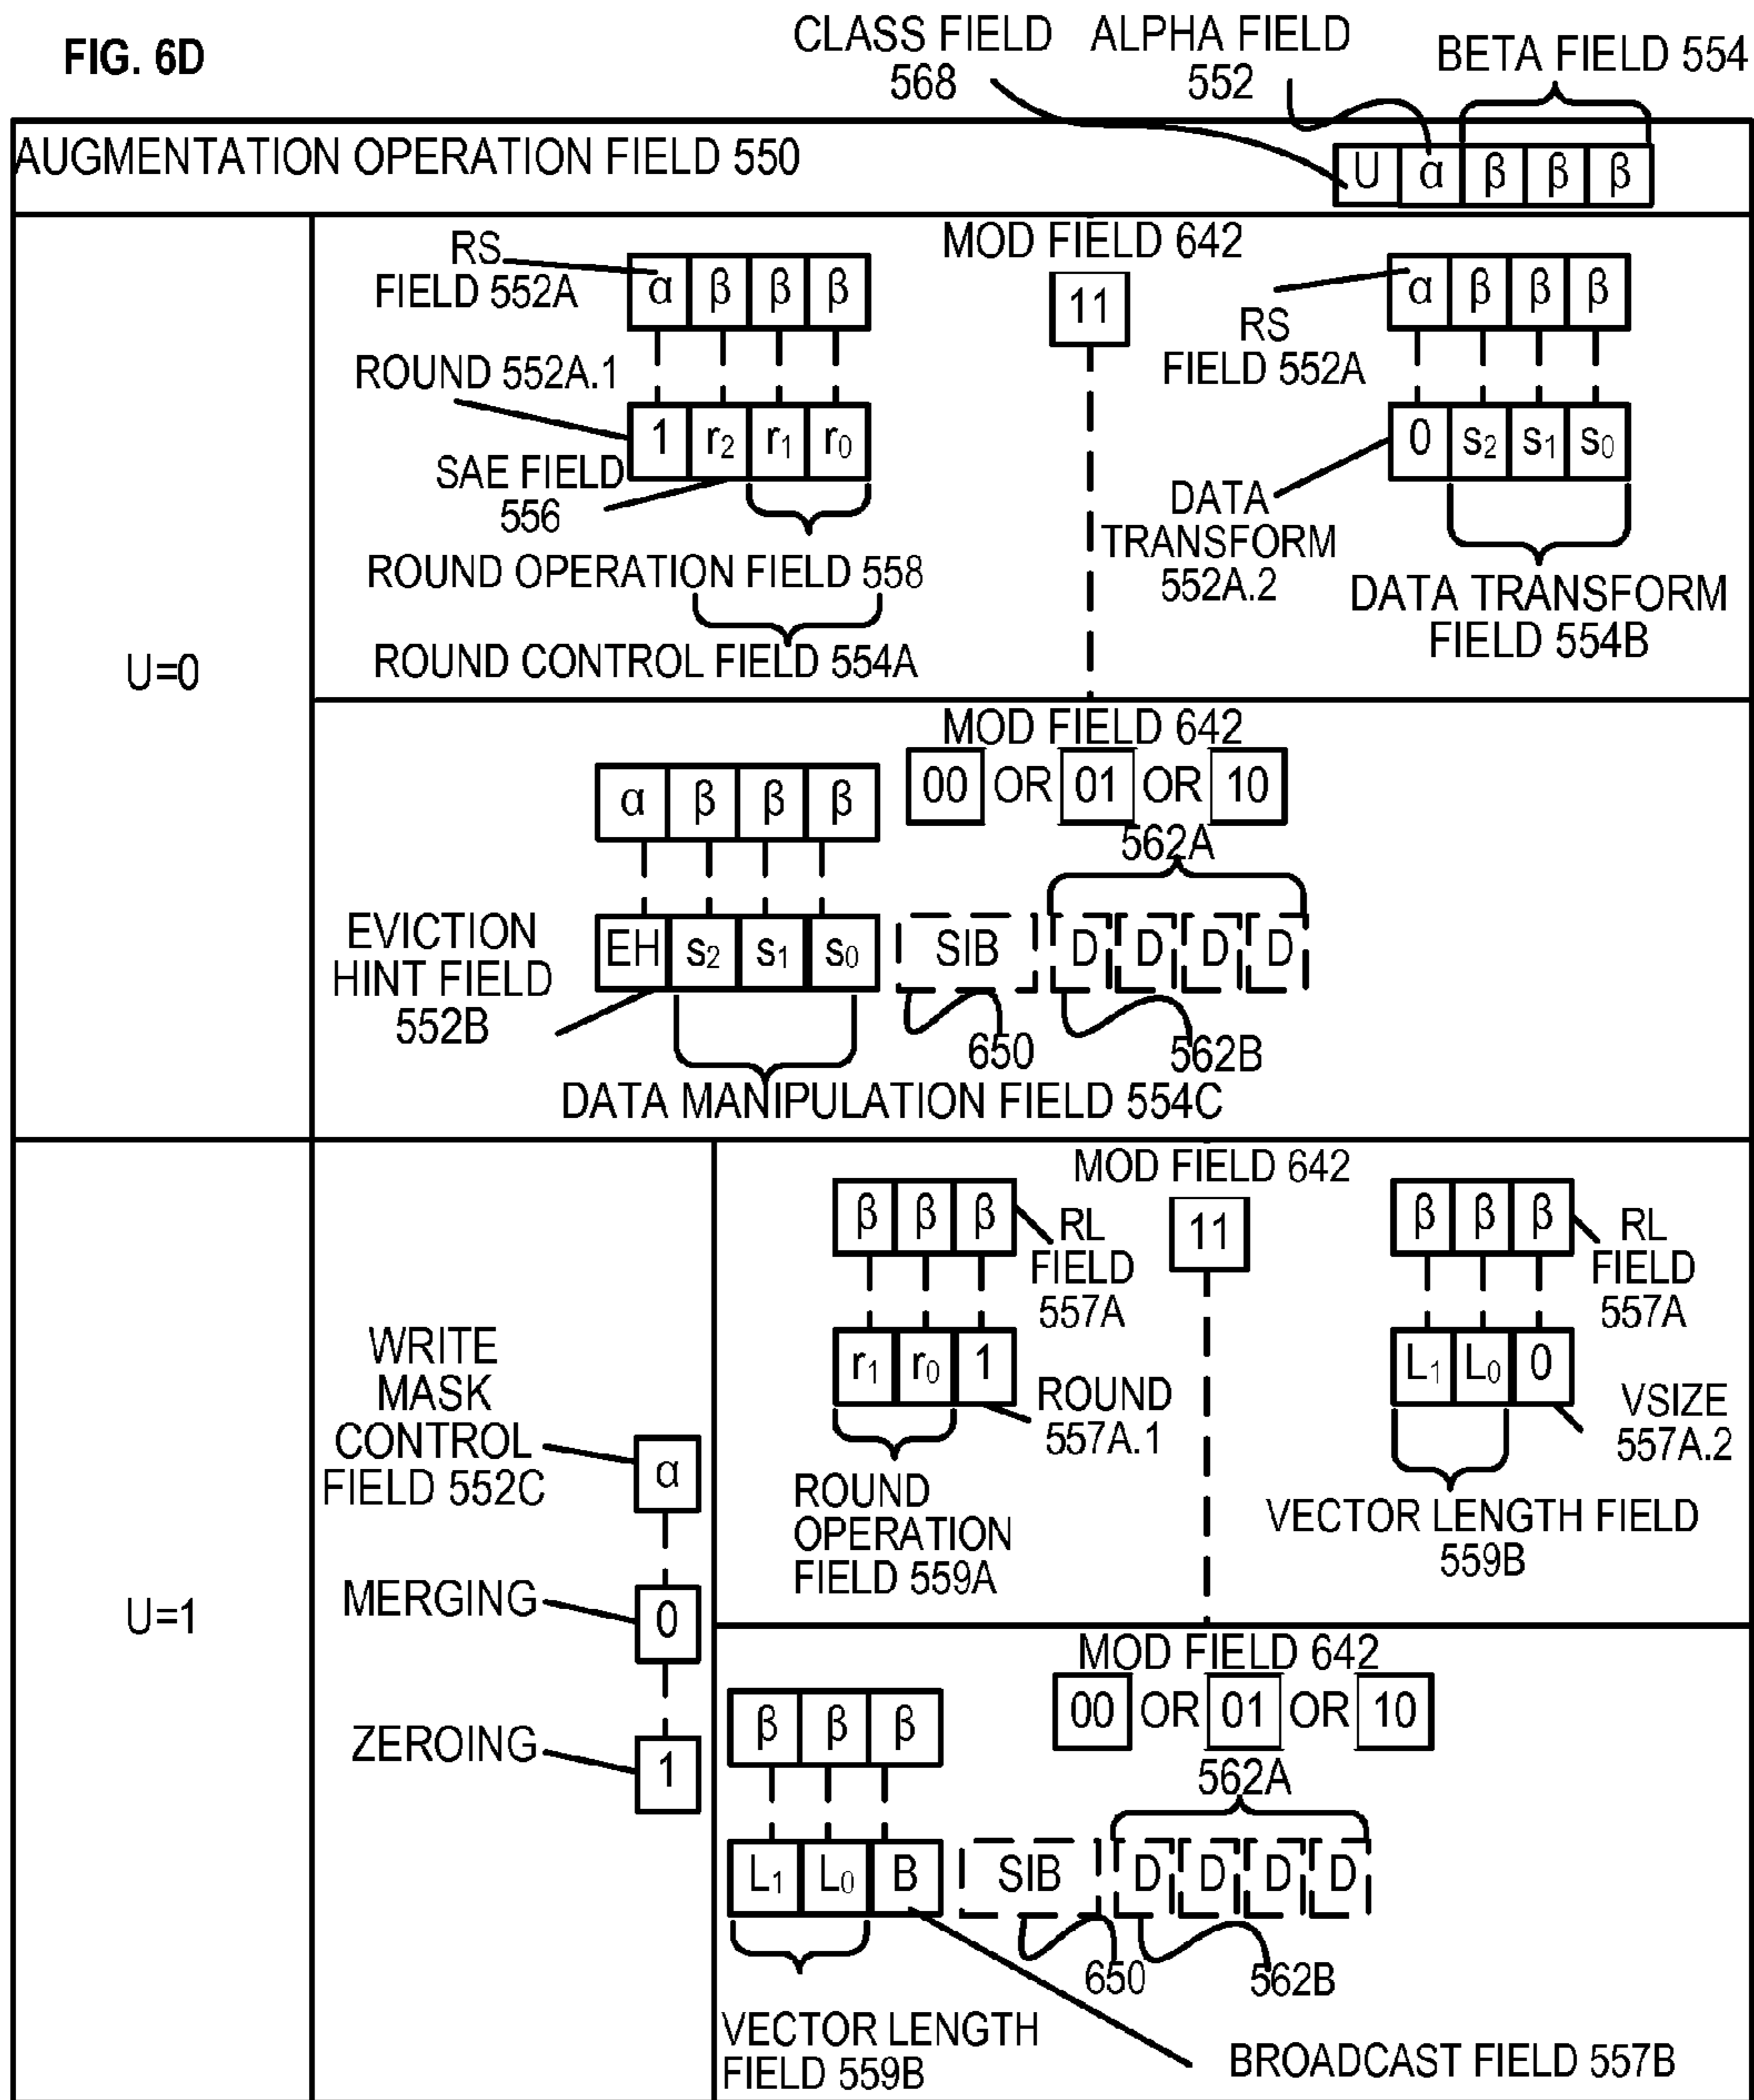 FIG. 6D
CLASS FIELD
568
ALPHA FIELD
552
BETA FIELD 554
AUGMENTATION OPERATION FIELD 550
U α β β β
U=0
MOD FIELD 642
11
RS
FIELD 552A
α β β β
ROUND 552A.1
1 r₂ r₁ r₀
SAE FIELD
556
ROUND OPERATION FIELD 558
ROUND CONTROL FIELD 554A
α β β β
RS
FIELD 552A
0 s₂ s₁ s₀
DATA
TRANSFORM
552A.2
DATA TRANSFORM
FIELD 554B
MOD FIELD 642
00 OR 01 OR 10
α β β β
562A
EVICTION
HINT FIELD
552B
EH s₂ s₁ s₀ SIB D D D D
650
562B
DATA MANIPULATION FIELD 554C
U=1
WRITE
MASK
CONTROL
FIELD 552C
α
MERGING
0
ZEROING
1
MOD FIELD 642
11
β β β
RL
FIELD
557A
r₁ r₀ 1
ROUND
557A.1
ROUND
OPERATION
FIELD 559A
β β β
RL
FIELD
557A
L₁ L₀ 0
VSIZE
557A.2
VECTOR LENGTH FIELD
559B
MOD FIELD 642
00 OR 01 OR 10
β β β
562A
L₁ L₀ B SIB D D D D
650
562B
VECTOR LENGTH
FIELD 559B
BROADCAST FIELD 557B